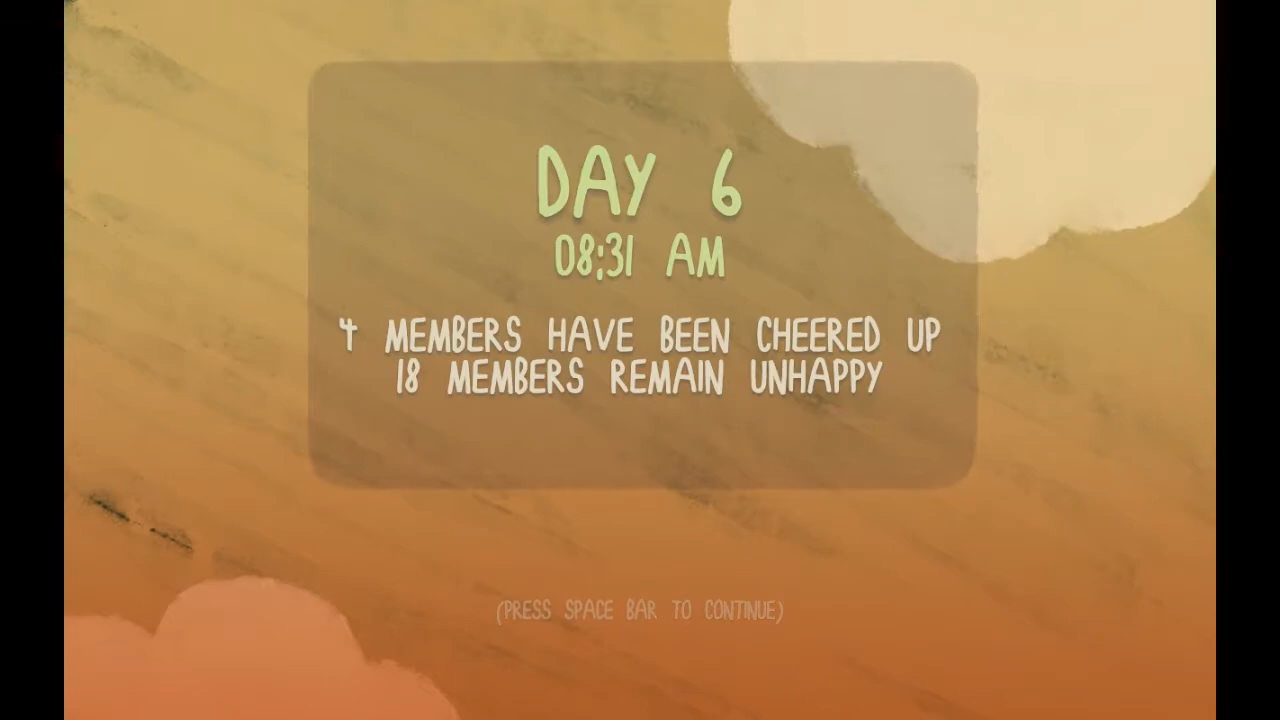 DAY 6
08:31 AM
4 MEMBERS HAVE BEEN CHEERED UP
18 MEMBERS REMAIN UNHAPPY
(PRESS SPACE BAR TO CONTINUE)